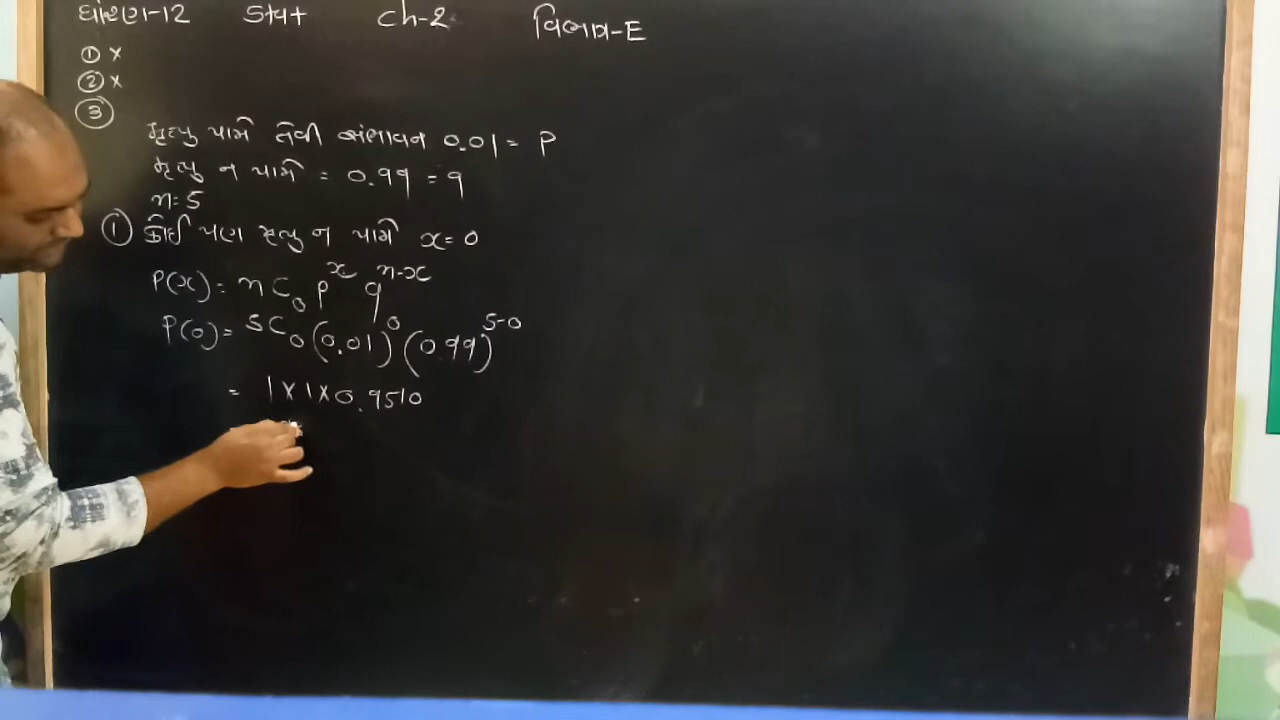 ધોરણ-12 સ્ટેટ Ch-2 વિભાગ-E
① ×
② ×
③
મૃત્યુ પામે તેવી સંભાવન 0.01 = P
મૃત્યુ ન પામે = 0.99 = q
n = 5
① કોઈ પણ મૃત્યુ ન પામે x = 0
P(x) = nC₀ pˣ qⁿ⁻ˣ
P(0) = 5C₀ (0.01)⁰ (0.99)⁵⁻⁰
= 1 × 1 × 0.9510